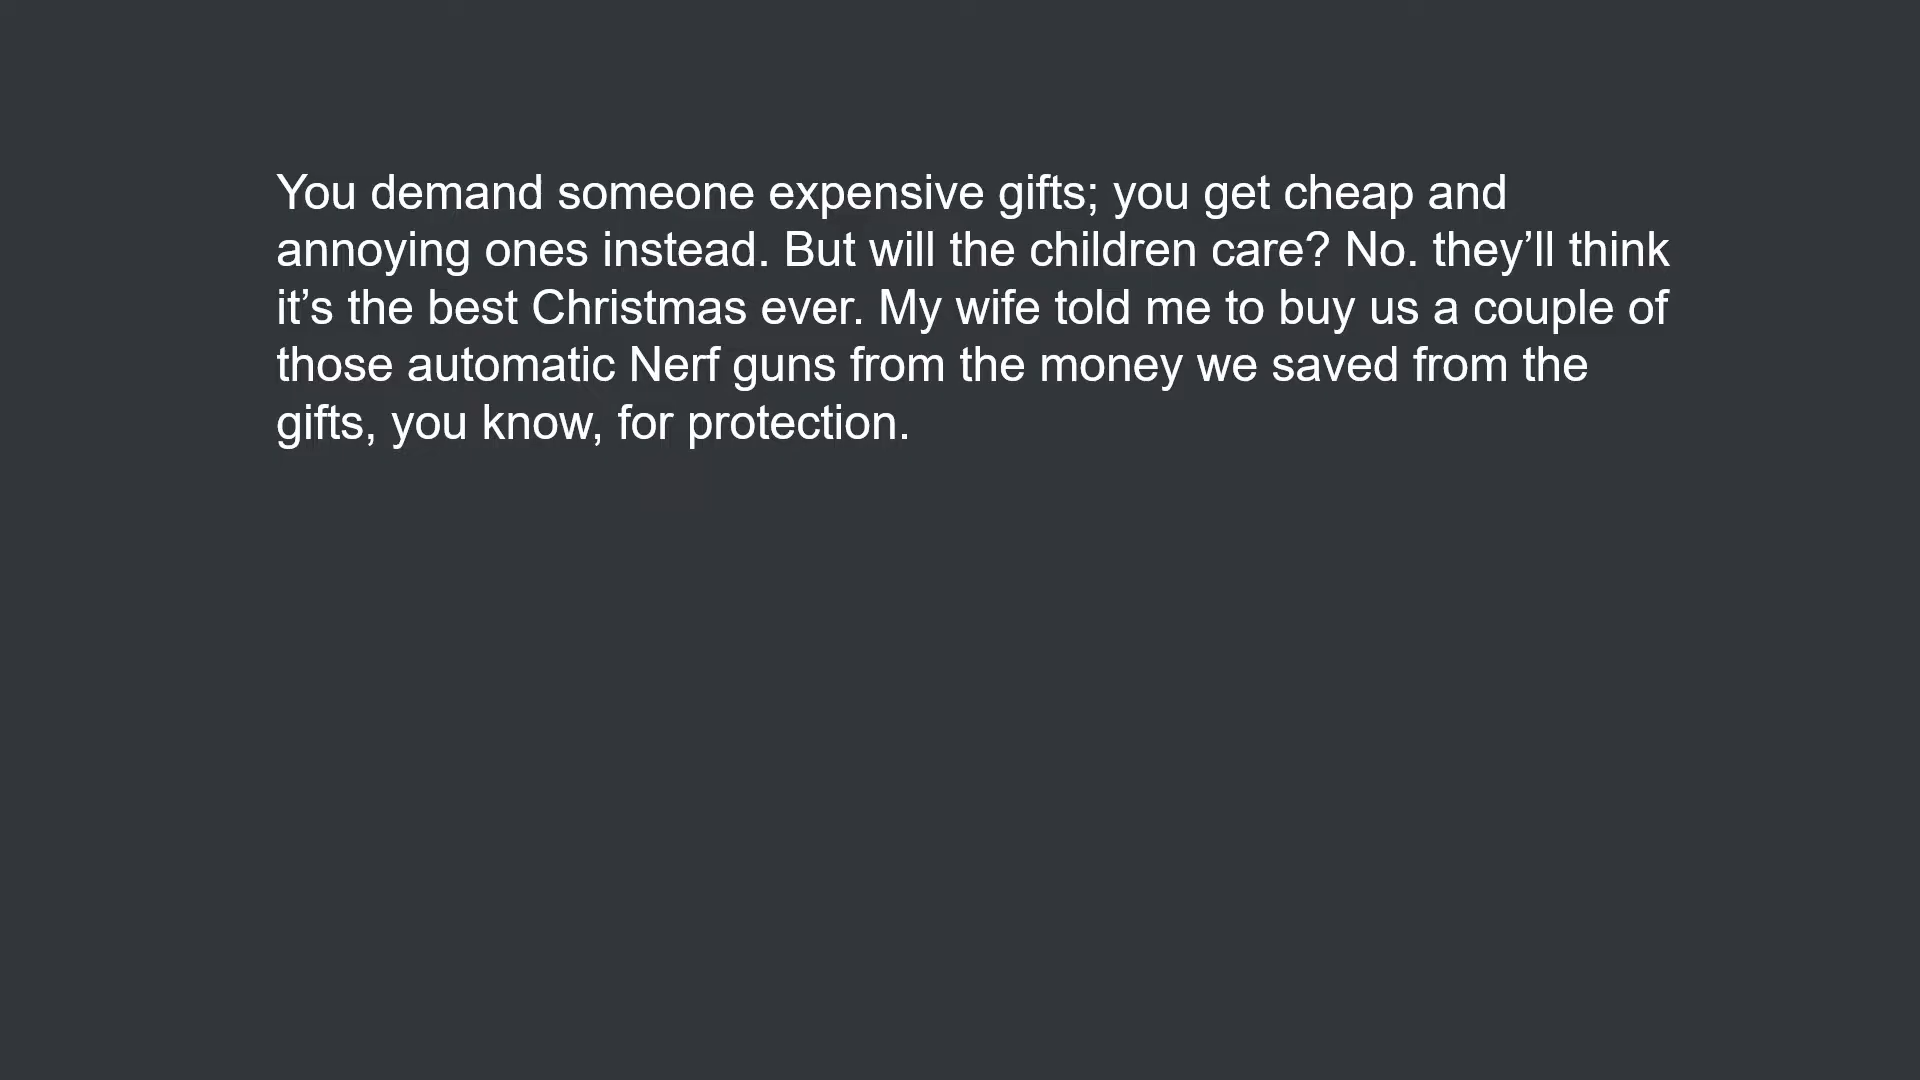 You demand someone expensive gifts; you get cheap and
annoying ones instead. But will the children care? No. they’ll think
it’s the best Christmas ever. My wife told me to buy us a couple of
those automatic Nerf guns from the money we saved from the
gifts, you know, for protection.